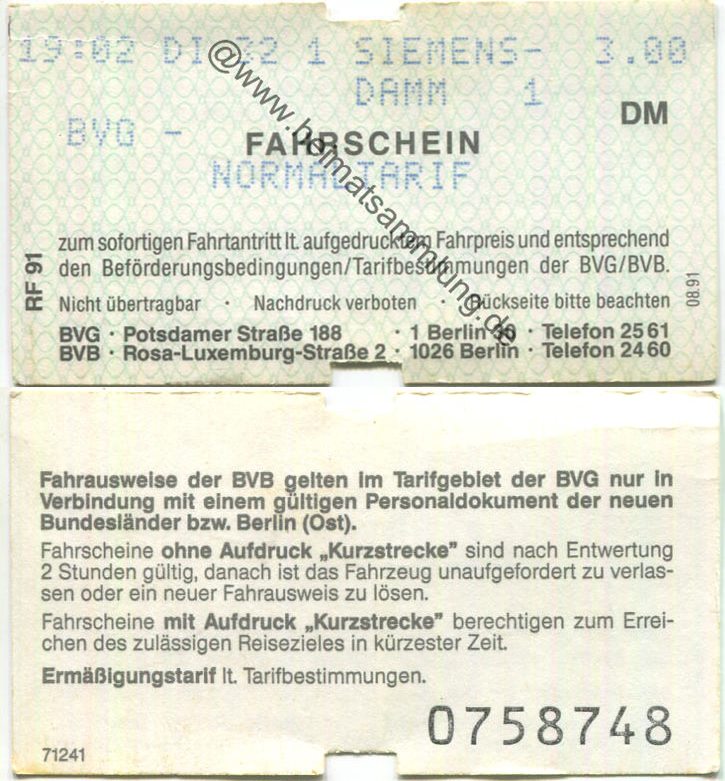 19:02 DI 22 1 SIEMENS- 3.00
DAMM 1
DM
BVG -
FAHRSCHEIN
NORMALTARIF
zum sofortigen Fahrtantritt lt. aufgedrucktem Fahrpreis und entsprechend
den Beförderungsbedingungen/Tarifbestimmungen der BVG/BVB.
RF 91
Nicht übertragbar · Nachdruck verboten · Rückseite bitte beachten
08.91
BVG · Potsdamer Straße 188 · 1 Berlin 30 · Telefon 25 61
BVB · Rosa-Luxemburg-Straße 2 · 1026 Berlin · Telefon 24 60
@www.heimatsammlung.de
Fahrausweise der BVB gelten im Tarifgebiet der BVG nur in
Verbindung mit einem gültigen Personaldokument der neuen
Bundesländer bzw. Berlin (Ost).
Fahrscheine ohne Aufdruck „Kurzstrecke” sind nach Entwertung
2 Stunden gültig, danach ist das Fahrzeug unaufgefordert zu verlas-
sen oder ein neuer Fahrausweis zu lösen.
Fahrscheine mit Aufdruck „Kurzstrecke” berechtigen zum Errei-
chen des zulässigen Reisezieles in kürzester Zeit.
Ermäßigungstarif lt. Tarifbestimmungen.
0758748
71241